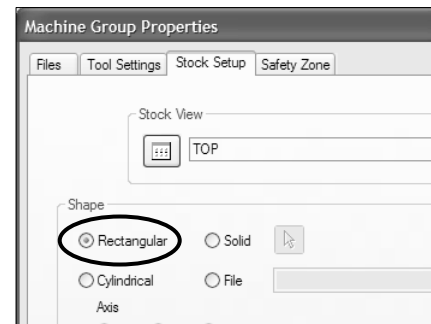 Machine Group Properties
Files Tool Settings Stock Setup Safety Zone
Stock View
TOP
Shape
Rectangular Solid
Cylindrical File
Axis